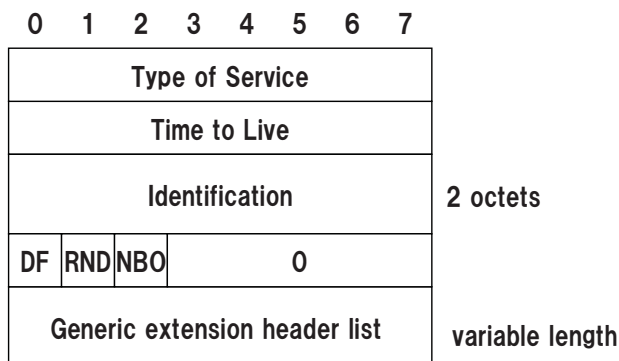 0 1 2 3 4 5 6 7
Type of Service
Time to Live
Identification 2 octets
DF RND NBO 0
Generic extension header list variable length